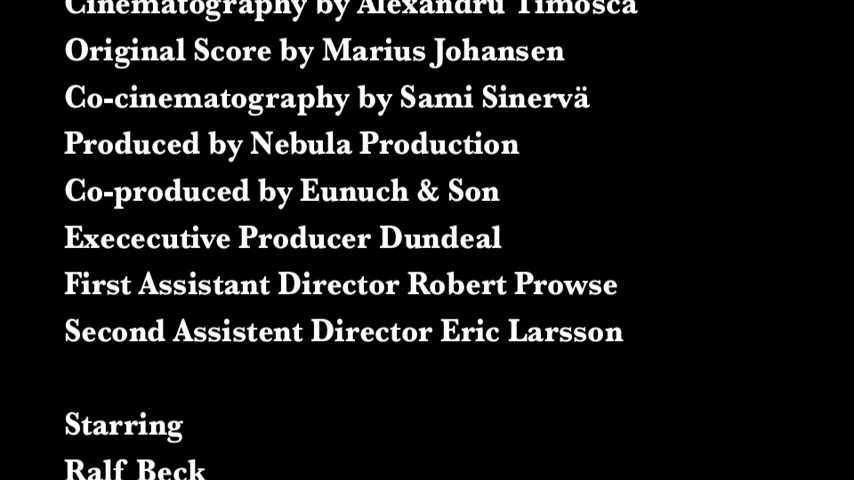 Cinematography by Alexandru Timosca
Original Score by Marius Johansen
Co-cinematography by Sami Sinervä
Produced by Nebula Production
Co-produced by Eunuch & Son
Exececutive Producer Dundeal
First Assistant Director Robert Prowse
Second Assistent Director Eric Larsson
Starring
Ralf Beck